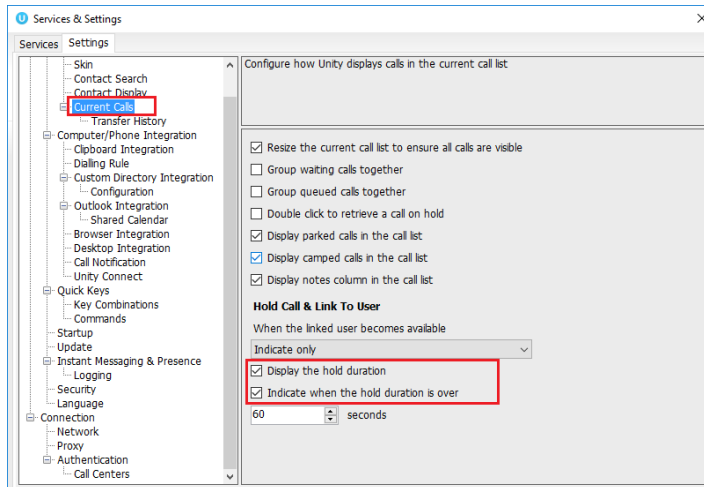 Services & Settings
Services Settings
Skin
Contact Search
Contact Display
Current Calls
Transfer History
Computer/Phone Integration
Clipboard Integration
Dialling Rule
Custom Directory Integration
Configuration
Outlook Integration
Shared Calendar
Browser Integration
Desktop Integration
Call Notification
Unity Connect
Quick Keys
Key Combinations
Commands
Startup
Update
Instant Messaging & Presence
Logging
Security
Language
Connection
Network
Proxy
Authentication
Call Centers
Configure how Unity displays calls in the current call list
Resize the current call list to ensure all calls are visible
Group waiting calls together
Group queued calls together
Double click to retrieve a call on hold
Display parked calls in the call list
Display camped calls in the call list
Display notes column in the call list
Hold Call & Link To User
When the linked user becomes available
Indicate only
Display the hold duration
Indicate when the hold duration is over
60 seconds